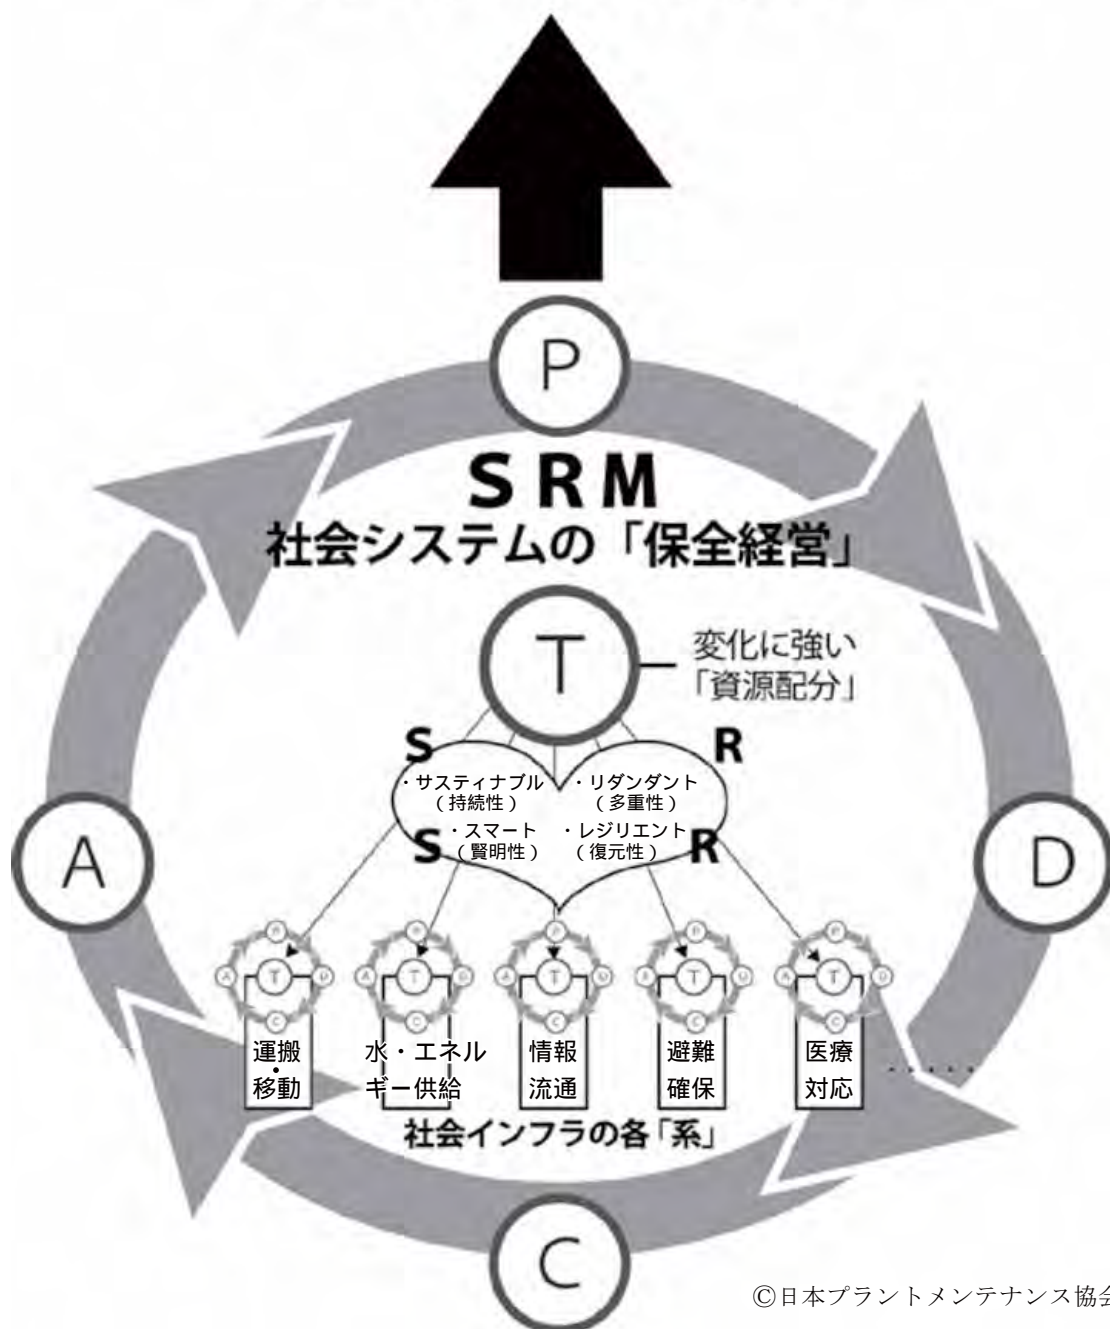 P
SRM
社会システムの「保全経営」
T
変化に強い
「資源配分」
S
R
・サスティナブル
（持続性）
・リダンダント
（多重性）
S
・スマート
（賢明性）
・レジリエント
（復元性）
R
A
D
P
A
T
D
C
P
A
T
D
C
P
A
T
D
C
P
A
T
D
C
P
A
T
D
C
運搬
・
移動
水・エネル
ギー供給
情報
流通
避難
確保
医療
対応
・・・・・
社会インフラの各「系」
C
©日本プラントメンテナンス協会